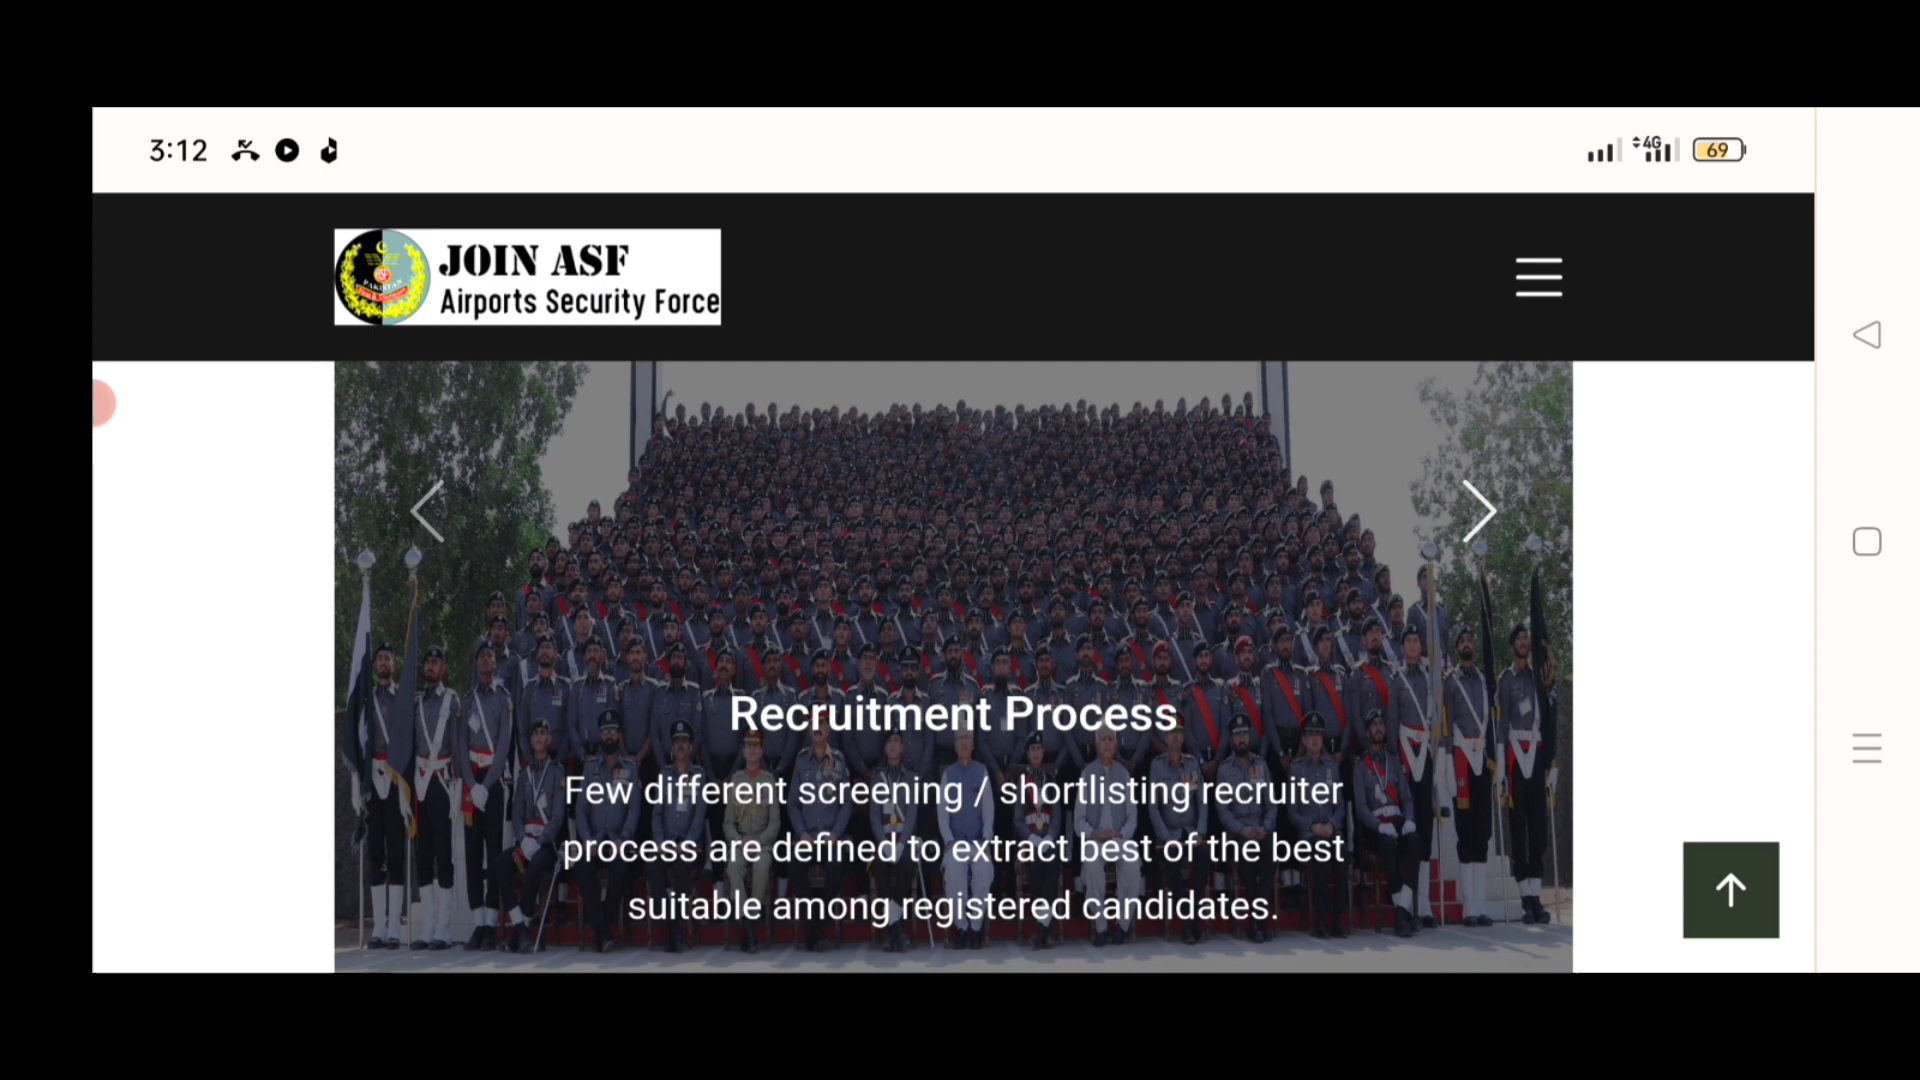 3:12
4G
69
JOIN ASF
Airports Security Force
Recruitment Process
Few different screening / shortlisting recruiter
process are defined to extract best of the best
suitable among registered candidates.